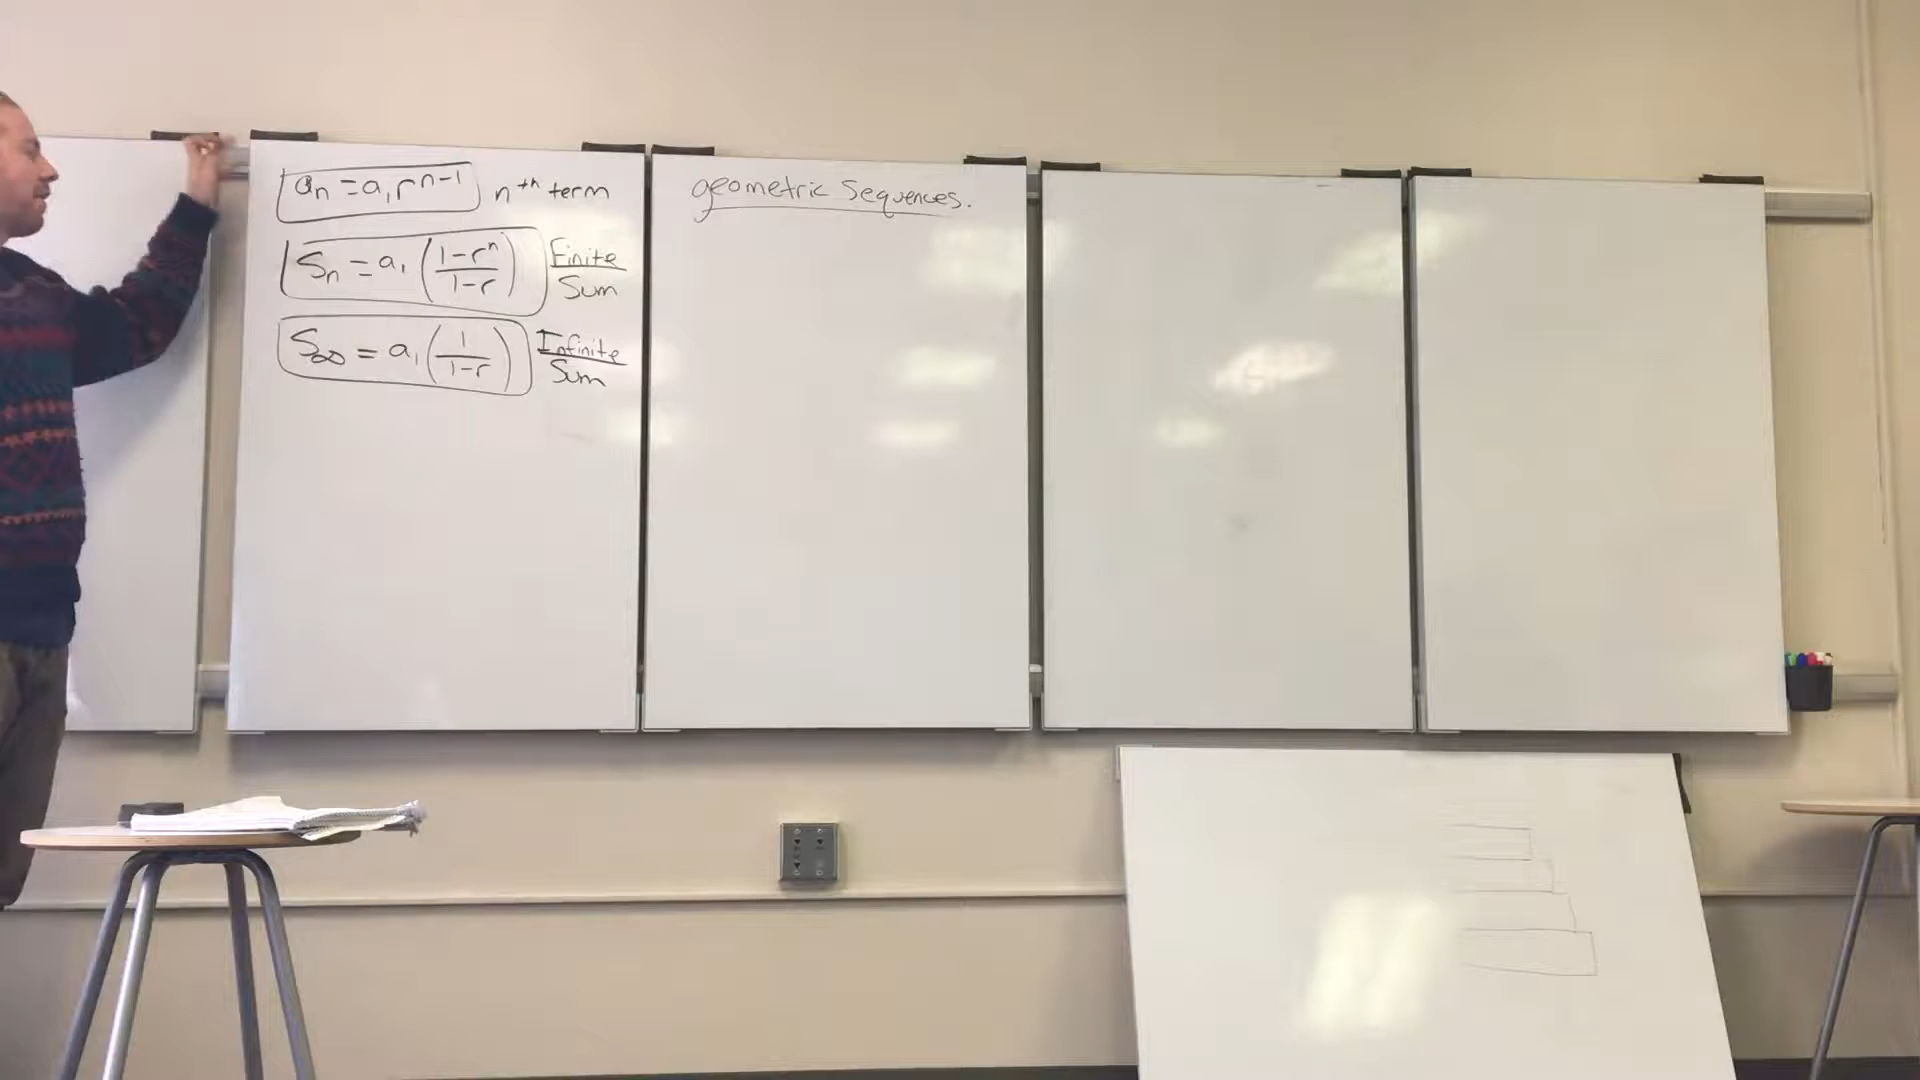 aₙ = a₁rⁿ⁻¹ nᵗʰ term
Sₙ = a₁ ((1-rⁿ)/(1-r)) Finite Sum
S∞ = a₁ (1/(1-r)) Infinite Sum
geometric Sequences.